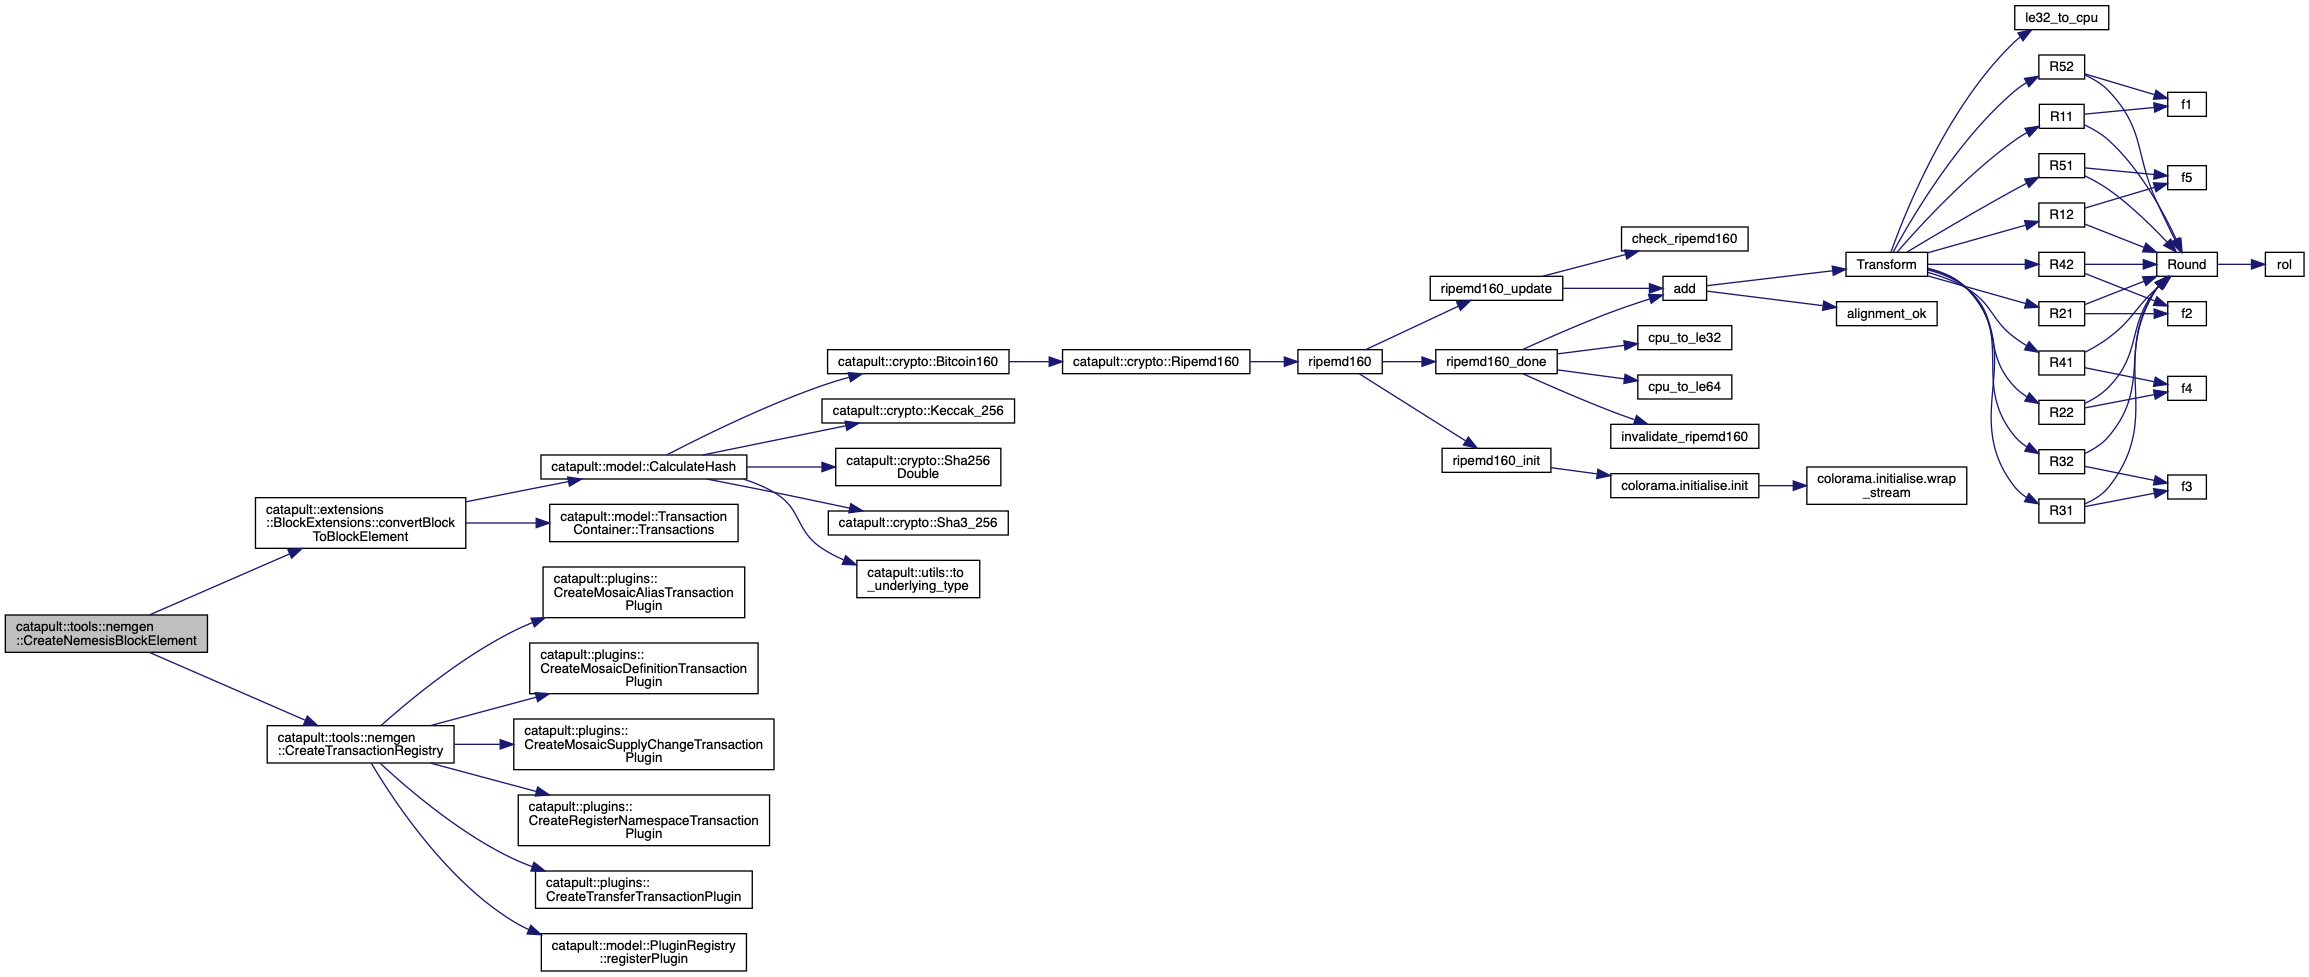 catapult::tools::nemgen
::CreateNemesisBlockElement
catapult::extensions
::BlockExtensions::convertBlock
ToBlockElement
catapult::tools::nemgen
::CreateTransactionRegistry
catapult::model::CalculateHash
catapult::model::Transaction
Container::Transactions
catapult::plugins::
CreateMosaicAliasTransaction
Plugin
catapult::plugins::
CreateMosaicDefinitionTransaction
Plugin
catapult::plugins::
CreateMosaicSupplyChangeTransaction
Plugin
catapult::plugins::
CreateRegisterNamespaceTransaction
Plugin
catapult::plugins::
CreateTransferTransactionPlugin
catapult::model::PluginRegistry
::registerPlugin
catapult::crypto::Bitcoin160
catapult::crypto::Keccak_256
catapult::crypto::Sha256
Double
catapult::crypto::Sha3_256
catapult::utils::to
_underlying_type
catapult::crypto::Ripemd160
ripemd160
ripemd160_update
ripemd160_done
ripemd160_init
check_ripemd160
add
cpu_to_le32
cpu_to_le64
invalidate_ripemd160
colorama.initialise.init
Transform
alignment_ok
colorama.initialise.wrap
_stream
le32_to_cpu
R52
R11
R51
R12
R42
R21
R41
R22
R32
R31
f1
f5
Round
f2
f4
f3
rol